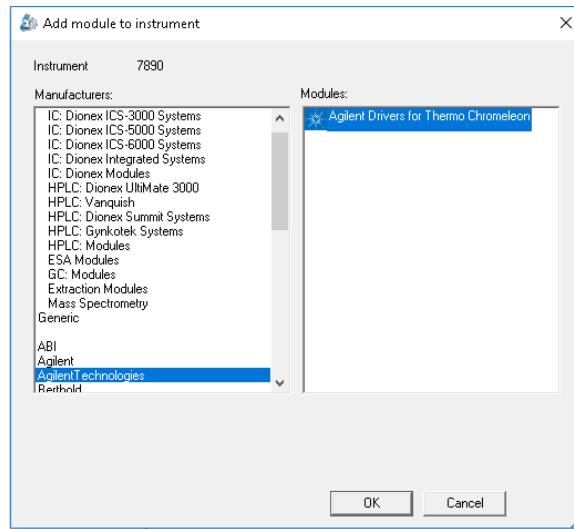 Add module to instrument
Instrument 7890
Manufacturers:
IC: Dionex ICS-3000 Systems
IC: Dionex ICS-5000 Systems
IC: Dionex ICS-6000 Systems
IC: Dionex Integrated Systems
IC: Dionex Modules
HPLC: Dionex UltiMate 3000
HPLC: Vanquish
HPLC: Dionex Summit Systems
HPLC: Gynkotek Systems
HPLC: Modules
ESA Modules
GC: Modules
Extraction Modules
Mass Spectrometry
Generic
ABI
Agilent
AgilentTechnologies
Berthold
Modules:
Agilent Drivers for Thermo Chromeleon
OK Cancel